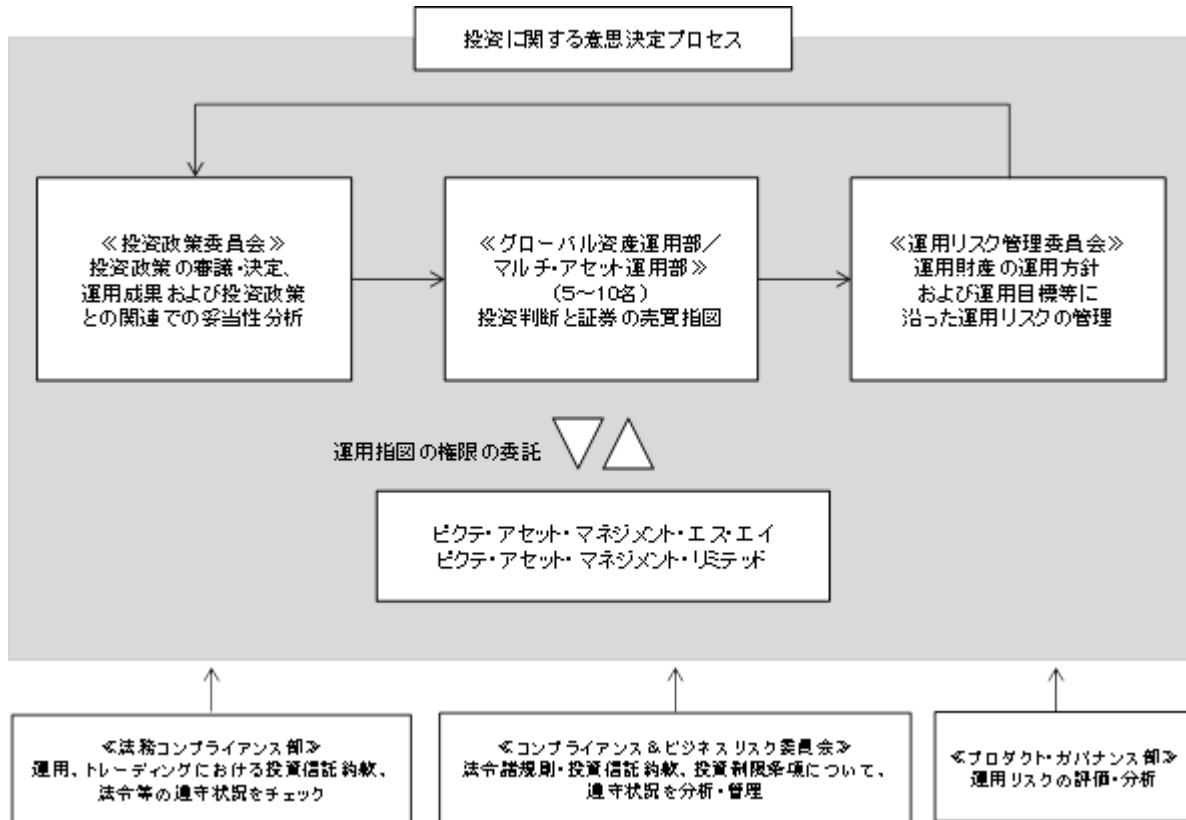 投資に関する意思決定プロセス
≪投資政策委員会≫
投資政策の審議・決定、
運用成果および投資政策
との関連での妥当性分析
≪グローバル資産運用部／
マルチ・アセット運用部≫
（5～10名）
投資判断と証券の売買指図
≪運用リスク管理委員会≫
運用財産の運用方針
および運用目標等に
沿った運用リスクの管理
運用指図の権限の委託
ピクテ・アセット・マネジメント・エス・エイ
ピクテ・アセット・マネジメント・リミテッド
≪法務コンプライアンス部≫
運用、トレーディングにおける投資信託約款、
法令等の遵守状況をチェック
≪コンプライアンス＆ビジネスリスク委員会≫
法令諸規則・投資信託約款、投資制限条項について、
遵守状況を分析・管理
≪プロダクト・ガバナンス部≫
運用リスクの評価・分析